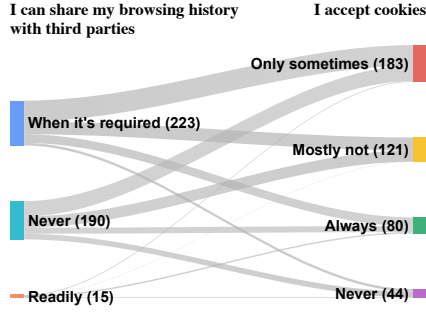 I can share my browsing history
with third parties
I accept cookies
Only sometimes (183)
When it's required (223)
Mostly not (121)
Never (190)
Always (80)
Readily (15)
Never (44)